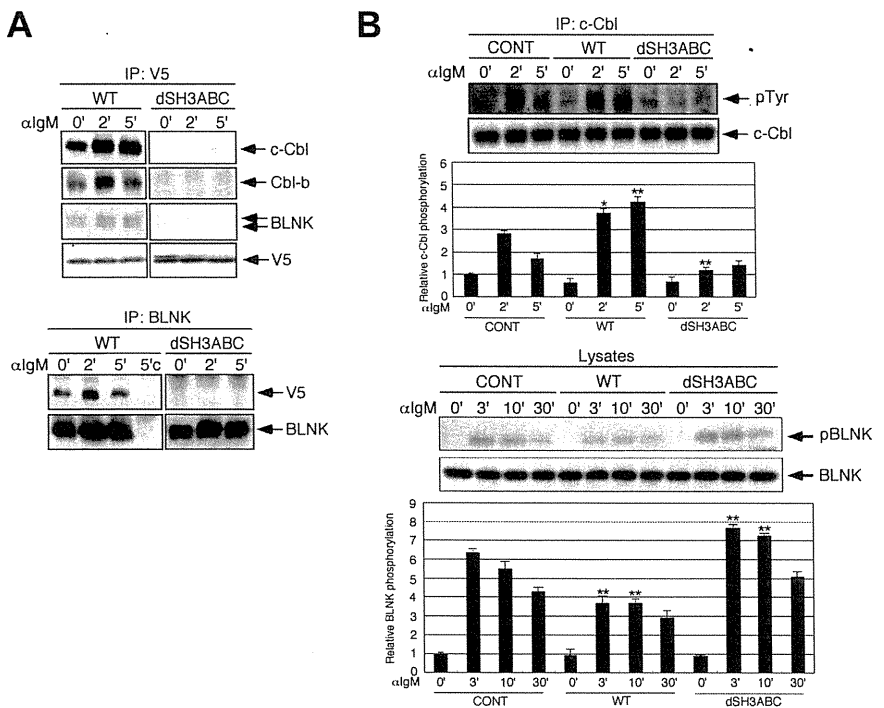 A
IP: V5
WT dSH3ABC
αIgM 0' 2' 5' 0' 2' 5'
c-Cbl
Cbl-b
BLNK
V5
IP: BLNK
WT dSH3ABC
αIgM 0' 2' 5' 5'c 0' 2' 5'
V5
BLNK
B
IP: c-Cbl
CONT WT dSH3ABC
αIgM 0' 2' 5' 0' 2' 5' 0' 2' 5'
pTyr
c-Cbl
Relative c-Cbl phosphorylation
6
5
4
3
2
1
0
* ** **
αIgM 0' 2' 5' 0' 2' 5' 0' 2' 5'
CONT WT dSH3ABC
Lysates
CONT WT dSH3ABC
αIgM 0' 3' 10' 30' 0' 3' 10' 30' 0' 3' 10' 30'
pBLNK
BLNK
Relative BLNK phosphorylation
9
8
7
6
5
4
3
2
1
0
** ** ** **
αIgM 0' 3' 10' 30' 0' 3' 10' 30' 0' 3' 10' 30'
CONT WT dSH3ABC